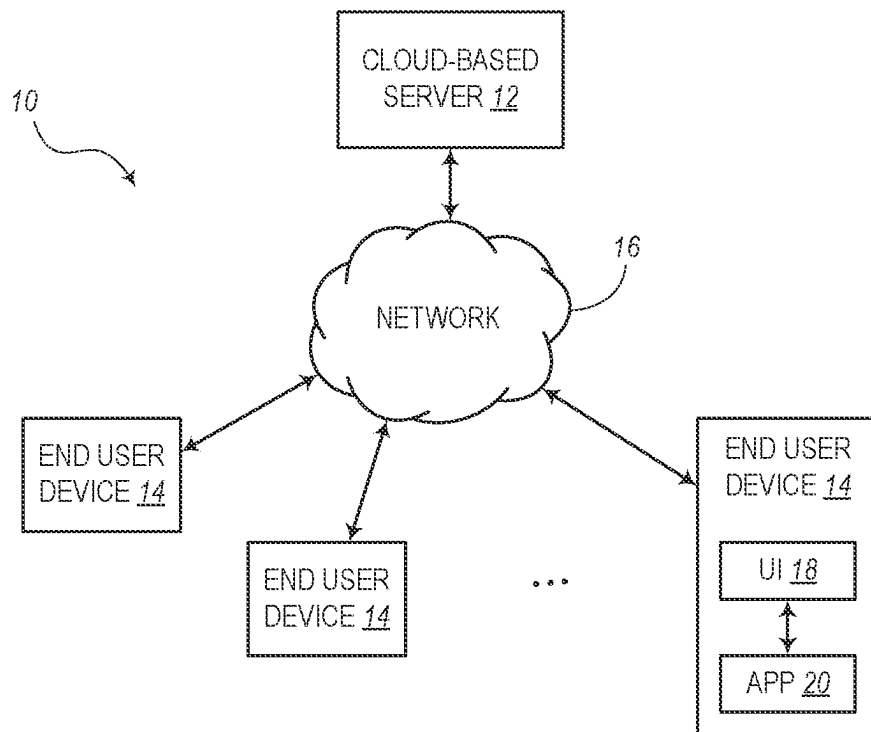 CLOUD-BASED
SERVER 12
10
16
NETWORK
END USER
DEVICE 14
END USER
DEVICE 14
...
END USER
DEVICE 14
UI 18
APP 20